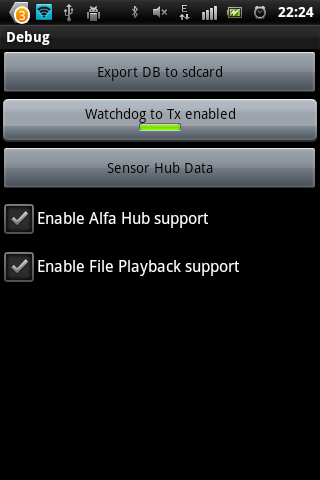 3
E
22:24
Debug
Export DB to sdcard
Watchdog to Tx enabled
Sensor Hub Data
Enable Alfa Hub support
Enable File Playback support